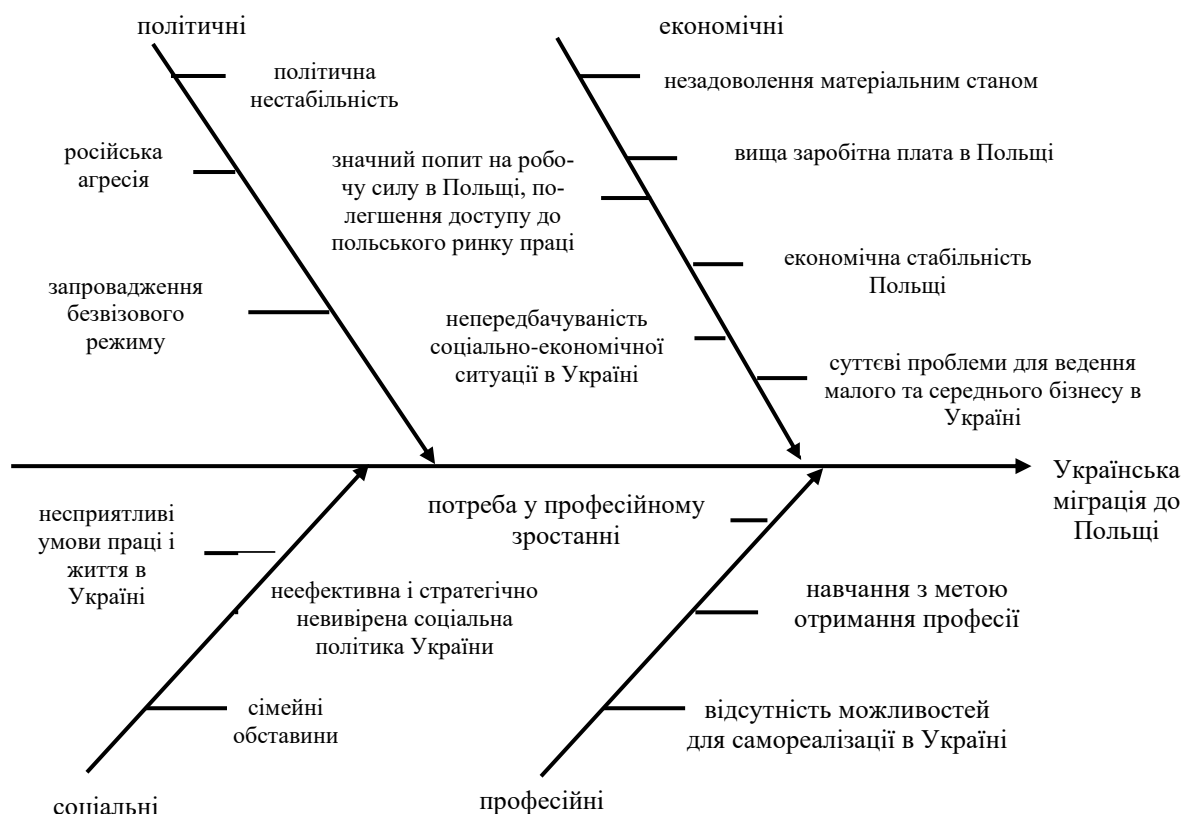 політичні
економічні
політична
нестабільність
незадоволення матеріальним станом
російська
агресія
значний попит на робо-
чу силу в Польщі, по-
легшення доступу до
польського ринку праці
вища заробітна плата в Польщі
запровадження
безвізового
режиму
економічна стабільність
Польщі
непередбачуваність
соціально-економічної
ситуації в Україні
суттєві проблеми для ведення
малого та середнього бізнесу в
Україні
Українська
міграція до
Польщі
несприятливі
умови праці і
життя в
Україні
потреба у професійному
зростанні
неефективна і стратегічно
невивірена соціальна
політика України
навчання з метою
отримання професії
сімейні
обставини
відсутність можливостей
для самореалізації в Україні
соціальні
професійні